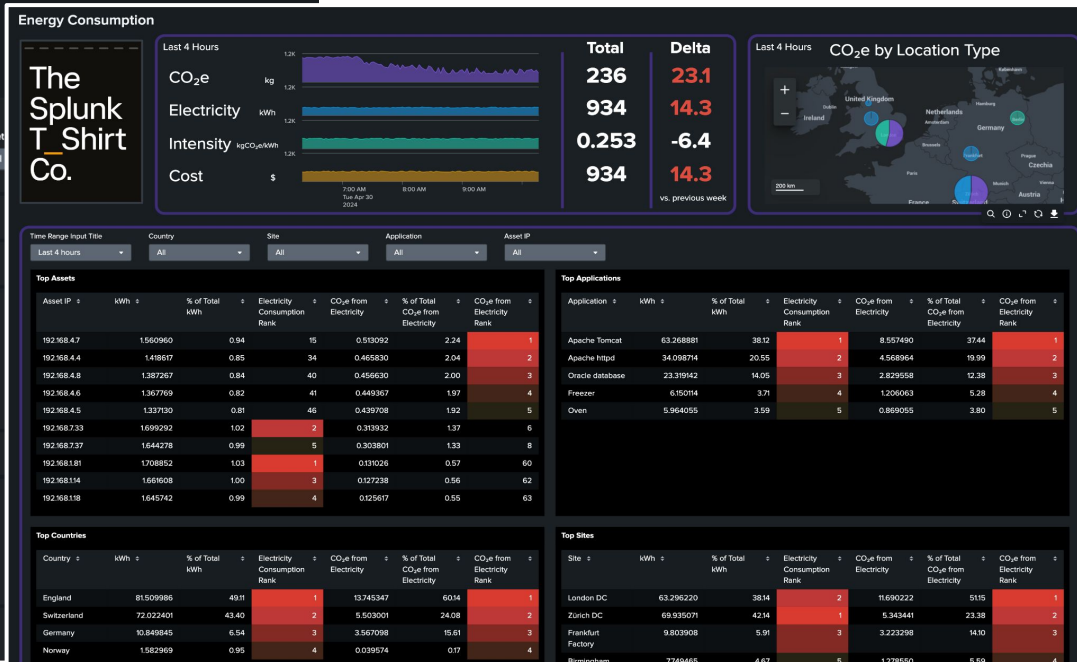 Energy Consumption
The
Splunk
T_Shirt
Co.
Last 4 Hours
Total
Delta
CO₂e kg
236
23.1
Electricity kWh
934
14.3
Intensity kgCO₂e/kWh
0.253
-6.4
Cost $
934
14.3
vs. previous week
1.2K
1.2K
1.2K
1.2K
7:00 AM
Tue Apr 30
2024
8:00 AM
9:00 AM
Last 4 Hours
CO₂e by Location Type
+
−
United Kingdom
Dublin
Ireland
Netherlands
Amsterdam
Hamburg
Germany
Brussels
Prague
Czechia
Paris
Munich
Vienna
Austria
France
200 km
Time Range Input Title Country Site Application Asset IP
Last 4 hours All All All All
Top Assets
Asset IP kWh % of Total kWh Electricity Consumption Rank CO₂e from Electricity % of Total CO₂e from Electricity CO₂e from Electricity Rank
192.168.4.7 1.560960 0.94 15 0.513092 2.24 1
192.168.4.4 1.418617 0.85 34 0.465830 2.04 2
192.168.4.8 1.387267 0.84 40 0.456630 2.00 3
192.168.4.6 1.367769 0.82 41 0.449367 1.97 4
192.168.4.5 1.337130 0.81 46 0.439708 1.92 5
192.168.7.33 1.699292 1.02 2 0.313932 1.37 6
192.168.7.37 1.644278 0.99 5 0.303801 1.33 8
192.168.1.81 1.708852 1.03 1 0.131026 0.57 60
192.168.1.14 1.661608 1.00 3 0.127238 0.56 62
192.168.1.18 1.645742 0.99 4 0.125617 0.55 63
Top Applications
Application kWh % of Total kWh Electricity Consumption Rank CO₂e from Electricity % of Total CO₂e from Electricity CO₂e from Electricity Rank
Apache Tomcat 63.268881 38.12 1 8.557490 37.44 1
Apache httpd 34.098714 20.55 2 4.568964 19.99 2
Oracle database 23.319142 14.05 3 2.829558 12.38 3
Freezer 6.150114 3.71 4 1.206063 5.28 4
Oven 5.964055 3.59 5 0.869055 3.80 5
Top Countries
Country kWh % of Total kWh Electricity Consumption Rank CO₂e from Electricity % of Total CO₂e from Electricity CO₂e from Electricity Rank
England 81.509986 49.11 1 13.745347 60.14 1
Switzerland 72.022401 43.40 2 5.503001 24.08 2
Germany 10.849845 6.54 3 3.567098 15.61 3
Norway 1.582969 0.95 4 0.039574 0.17 4
Top Sites
Site kWh % of Total kWh Electricity Consumption Rank CO₂e from Electricity % of Total CO₂e from Electricity CO₂e from Electricity Rank
London DC 63.296220 38.14 2 11.690222 51.15 1
Zürich DC 69.935071 42.14 1 5.343441 23.38 2
Frankfurt Factory 9.803908 5.91 3 3.223298 14.10 3
Birmingham 7.749465 4.67 5 1.278550 5.59 4